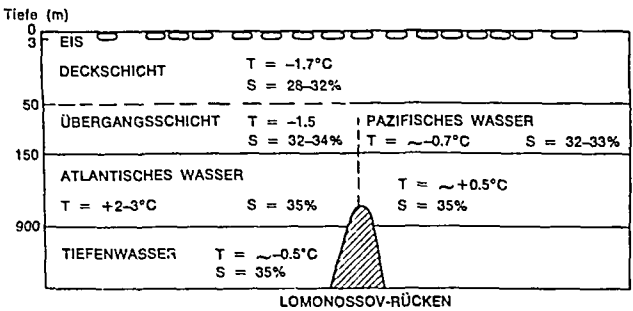 Tiefe (m)
0
3
EIS
DECKSCHICHT
T = –1.7°C
S = 28–32%
50
ÜBERGANGSSCHICHT
T = –1.5
S = 32–34%
PAZIFISCHES WASSER
T = ~–0.7°C S = 32–33%
150
ATLANTISCHES WASSER
T = +2–3°C S = 35%
T = ~+0.5°C
S = 35%
900
TIEFENWASSER
T = ~–0.5°C
S = 35%
LOMONOSSOV-RÜCKEN